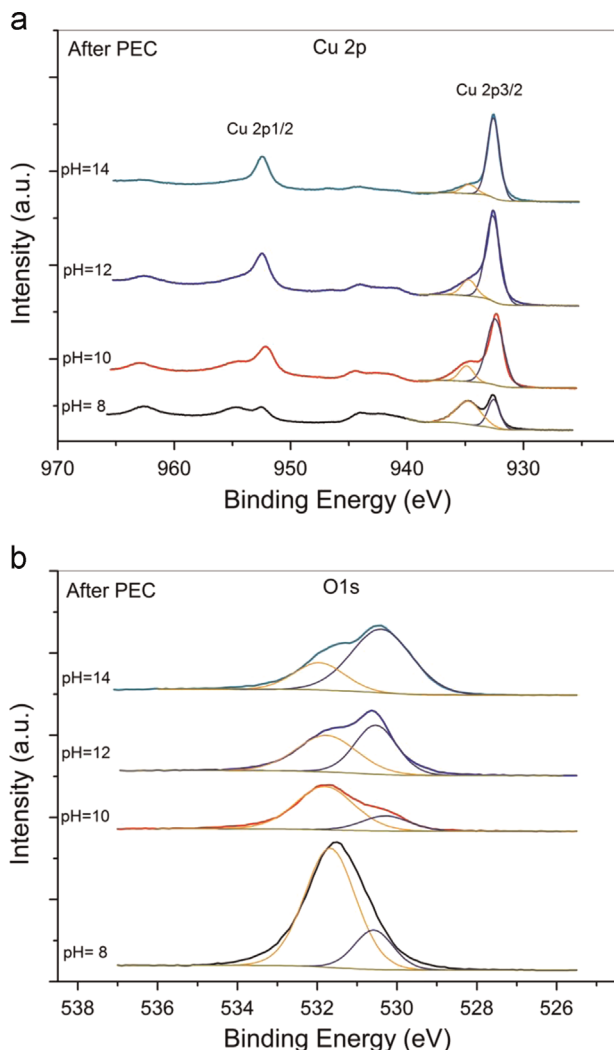 a
After PEC
Cu 2p
Cu 2p3/2
Cu 2p1/2
pH=14
pH=12
pH=10
pH= 8
Intensity (a.u.)
970 960 950 940 930
Binding Energy (eV)
b
After PEC
O1s
pH=14
pH=12
pH=10
pH= 8
Intensity (a.u.)
538 536 534 532 530 528 526
Binding Energy (eV)